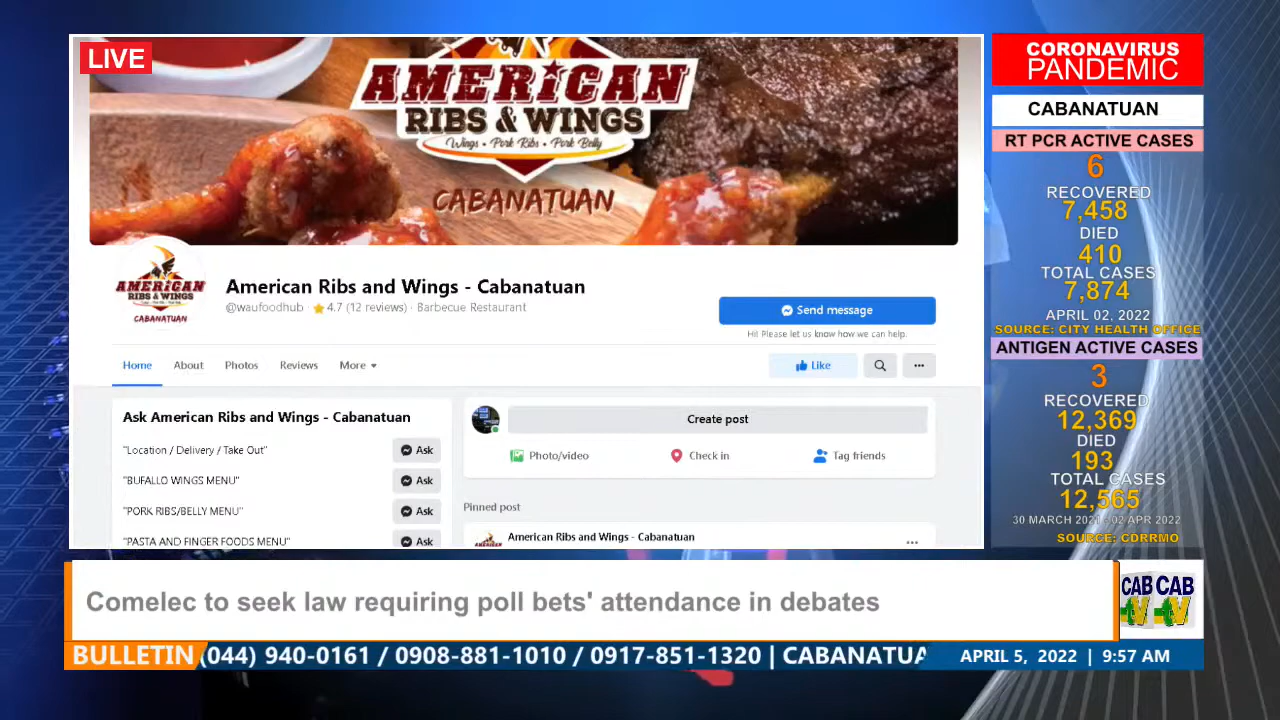 LIVE
AMERICAN
RIBS & WINGS
Wings • Pork Ribs • Pork Belly
CABANATUAN
AMERICAN
RIBS & WINGS
CABANATUAN
American Ribs and Wings - Cabanatuan
@waufoodhub · 4.7 (12 reviews) · Barbecue Restaurant
Send message
Hi! Please let us know how we can help.
Home About Photos Reviews More
Like
Ask American Ribs and Wings - Cabanatuan
"Location / Delivery / Take Out" Ask
"BUFALLO WINGS MENU" Ask
"PORK RIBS/BELLY MENU" Ask
"PASTA AND FINGER FOODS MENU" Ask
Create post
Photo/video Check in Tag friends
Pinned post
AMERICAN
American Ribs and Wings - Cabanatuan
CORONAVIRUS
PANDEMIC
CABANATUAN
RT PCR ACTIVE CASES
6
RECOVERED
7,458
DIED
410
TOTAL CASES
7,874
APRIL 02, 2022
SOURCE: CITY HEALTH OFFICE
ANTIGEN ACTIVE CASES
3
RECOVERED
12,369
DIED
193
TOTAL CASES
12,565
30 MARCH 2021 - 02 APR 2022
SOURCE: CDRRMO
Comelec to seek law requiring poll bets' attendance in debates
CAB CAB
TV TV
BULLETIN (044) 940-0161 / 0908-881-1010 / 0917-851-1320 | CABANATUA
APRIL 5, 2022 | 9:57 AM